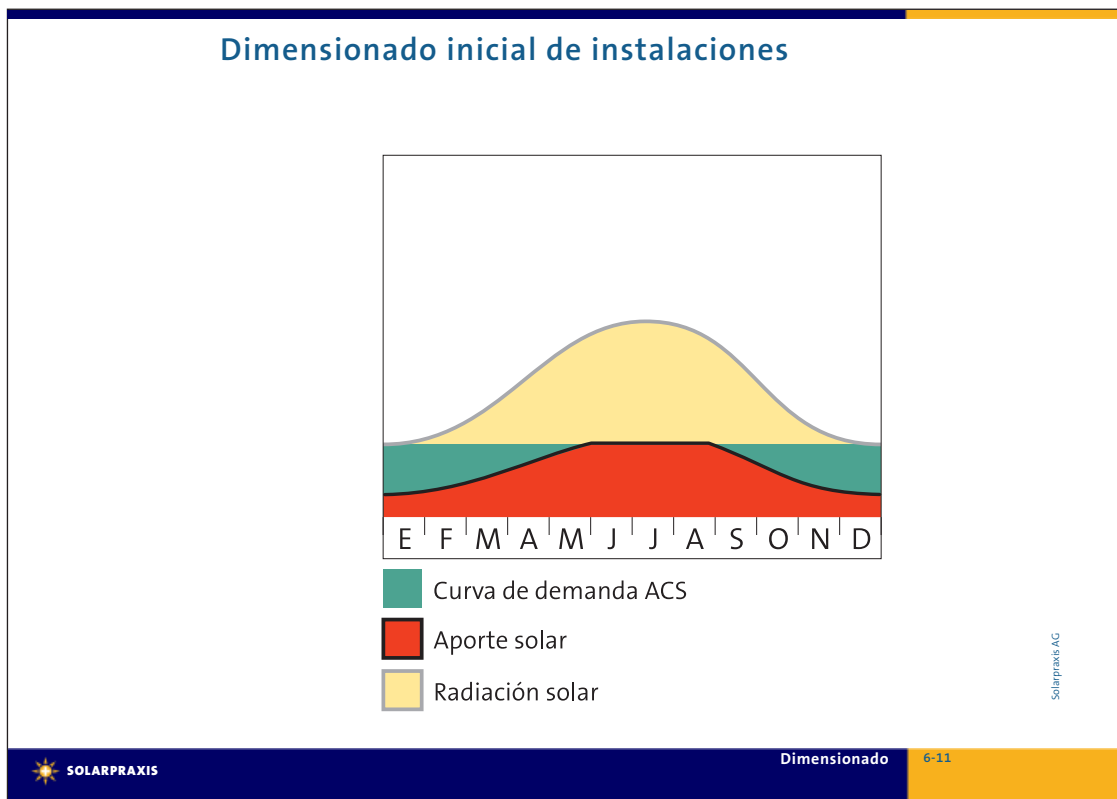 Dimensionado inicial de instalaciones
E F M A M J J A S O N D
Curva de demanda ACS
Aporte solar
Radiación solar
Solarpraxis AG
SOLARPRAXIS
Dimensionado
6-11